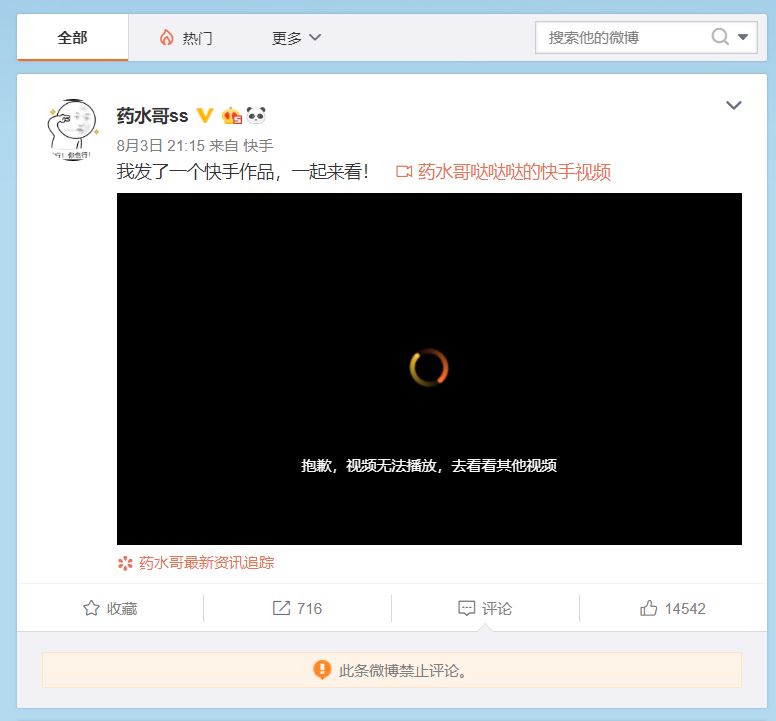 全部 热门 更多 搜索他的微博
药水哥ss
8月3日 21:15 来自 快手
我发了一个快手作品，一起来看！ 药水哥哒哒哒的快手视频
抱歉，视频无法播放，去看看其他视频
药水哥最新资讯追踪
收藏 716 评论 14542
此条微博禁止评论。